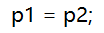 p1 = p2;